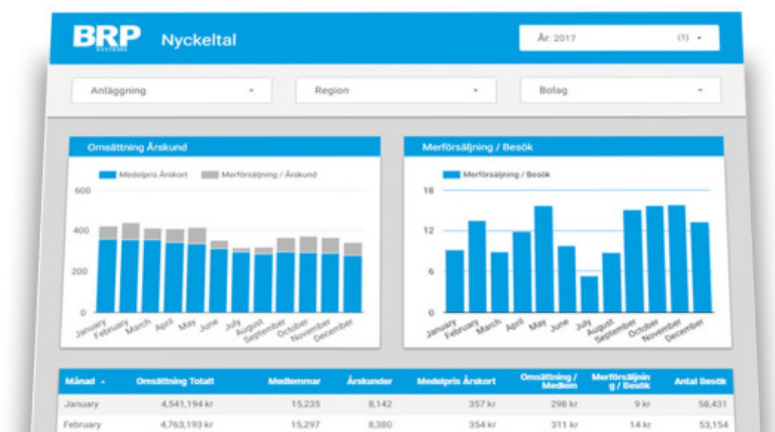 BRP Nyckeltal År: 2017 (1)
SYSTEMS
Anläggning Region Bolag
Omsättning Årskund
Medelpris Årskort Merförsäljning / Årskund
600
400
200
0
January February March April May June July August September October November December
Merförsäljning / Besök
Merförsäljning / Besök
18
12
6
0
January February March April May June July August September October November December
Månad Omsättning Totalt Medlemmar Årskunder Medelpris Årskort Omsättning / Medlem Merförsäljning / Besök Antal Besök
January 4,541,194 kr 15,235 8,142 357 kr 298 kr 9 kr 58,431
February 4,763,193 kr 15,297 8,380 354 kr 311 kr 14 kr 53,154